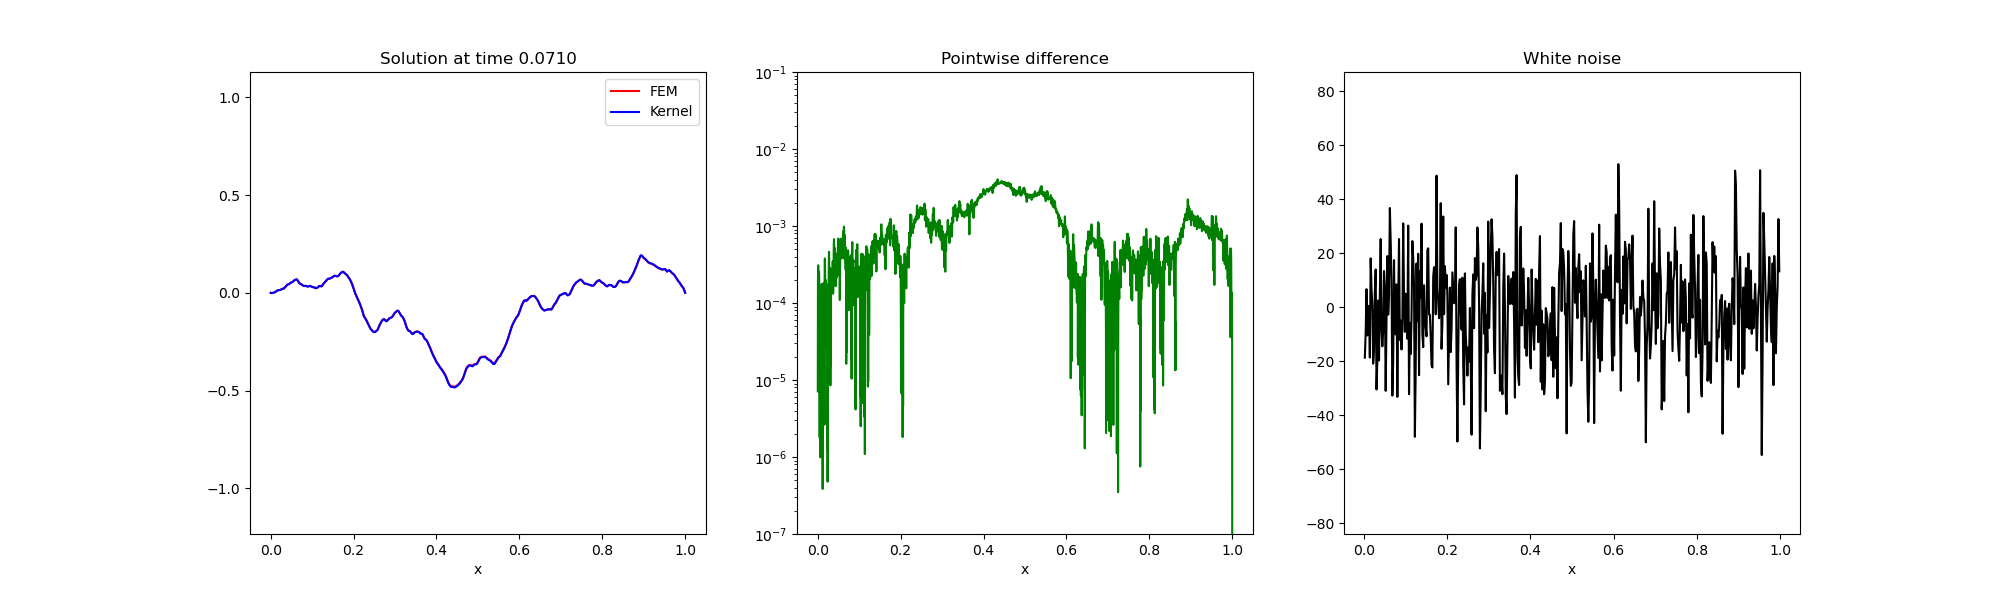 Solution at time 0.0710
1.0
0.5
0.0
−0.5
−1.0
FEM
Kernel
0.0 0.2 0.4 0.6 0.8 1.0
x
Pointwise difference
10⁻¹
10⁻²
10⁻³
10⁻⁴
10⁻⁵
10⁻⁶
10⁻⁷
0.0 0.2 0.4 0.6 0.8 1.0
x
White noise
80
60
40
20
0
−20
−40
−60
−80
0.0 0.2 0.4 0.6 0.8 1.0
x